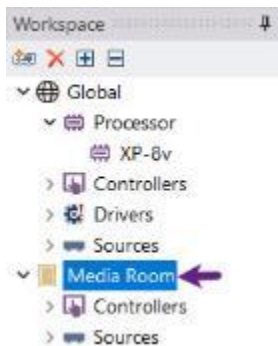 Workspace
Global
Processor
XP-8v
Controllers
Drivers
Sources
Media Room
Controllers
Sources